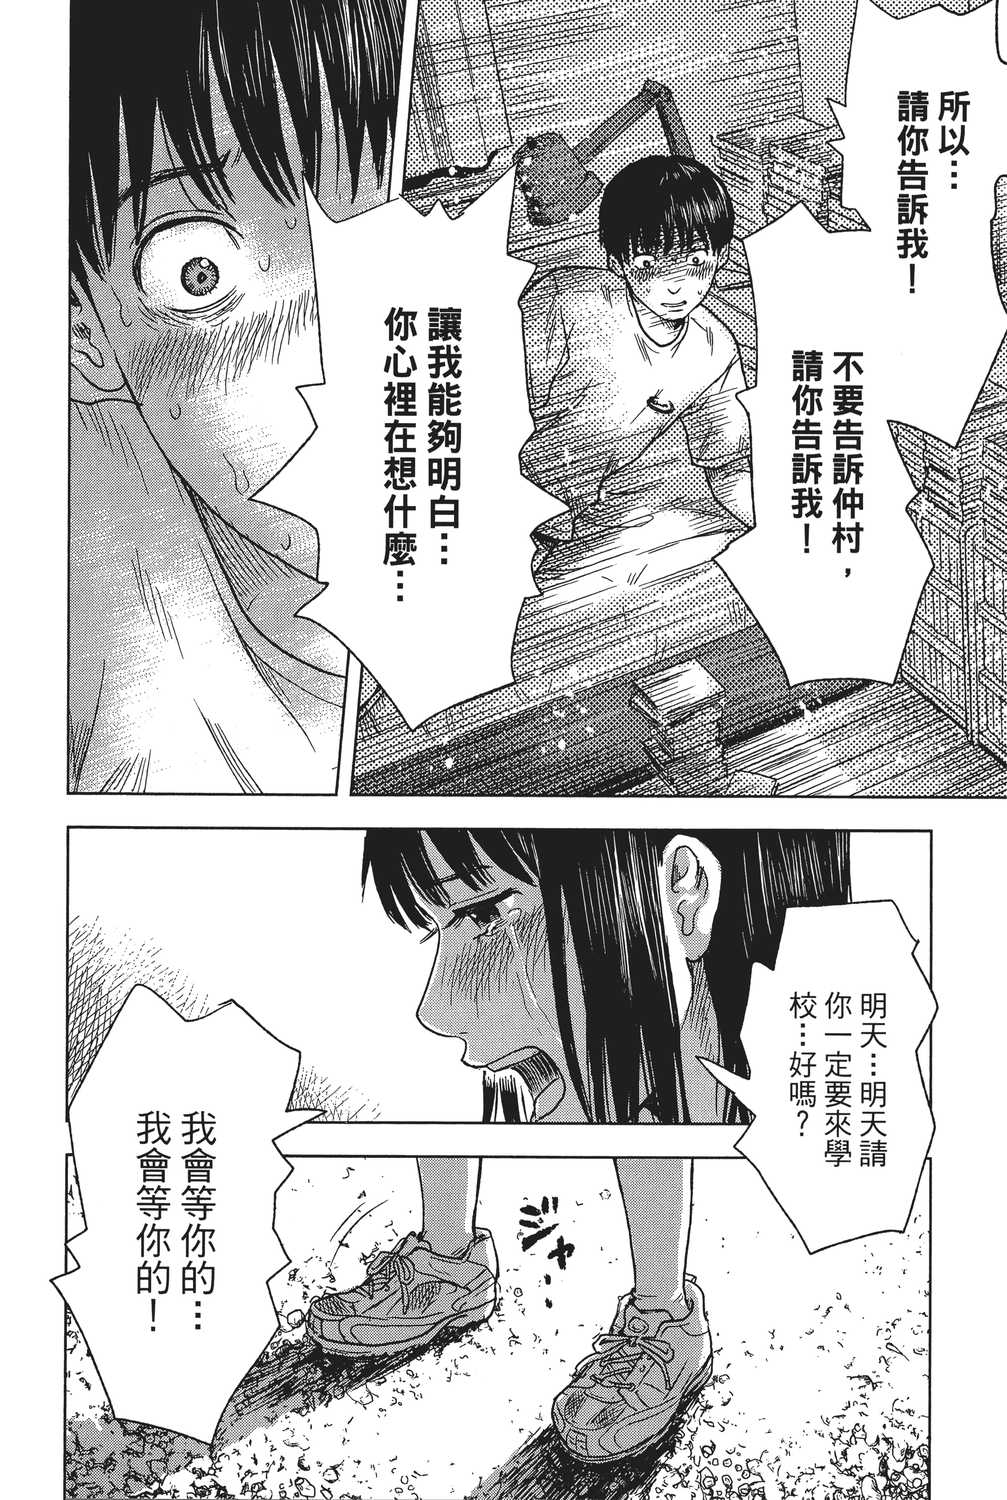 所以…
請你告訴我！
不要告訴仲村，
請你告訴我！
讓我能夠明白…
你心裡在想什麼…
明天…明天請
你一定要來學
校…好嗎？
我會等你的…
我會等你的！